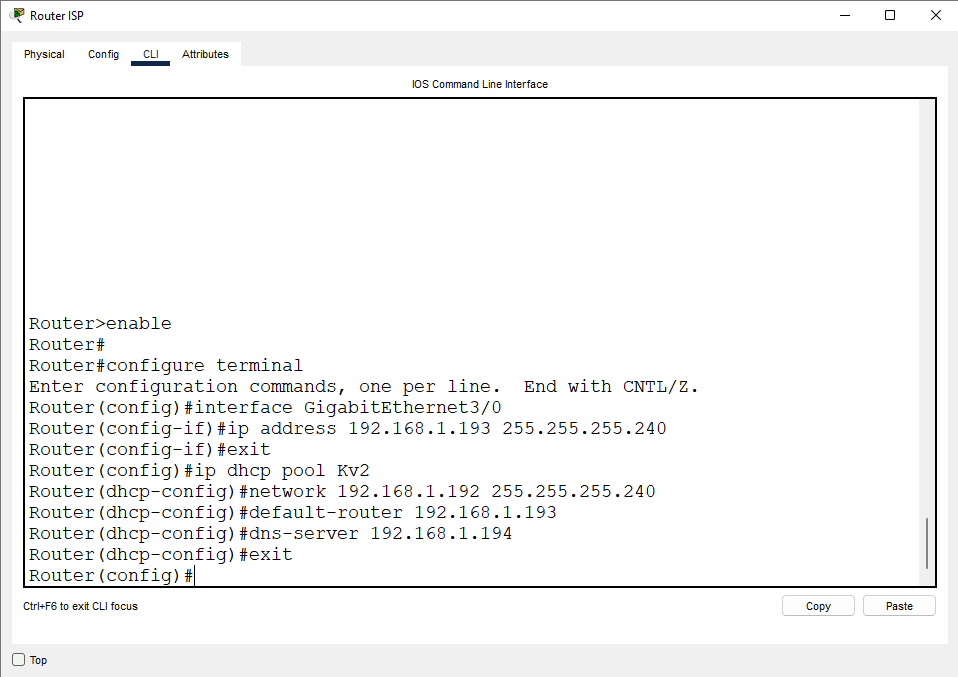 Router ISP
Physical Config CLI Attributes
IOS Command Line Interface
Router>enable
Router#
Router#configure terminal
Enter configuration commands, one per line.  End with CNTL/Z.
Router(config)#interface GigabitEthernet3/0
Router(config-if)#ip address 192.168.1.193 255.255.255.240
Router(config-if)#exit
Router(config)#ip dhcp pool Kv2
Router(dhcp-config)#network 192.168.1.192 255.255.255.240
Router(dhcp-config)#default-router 192.168.1.193
Router(dhcp-config)#dns-server 192.168.1.194
Router(dhcp-config)#exit
Router(config)#
Ctrl+F6 to exit CLI focus
Copy Paste
Top